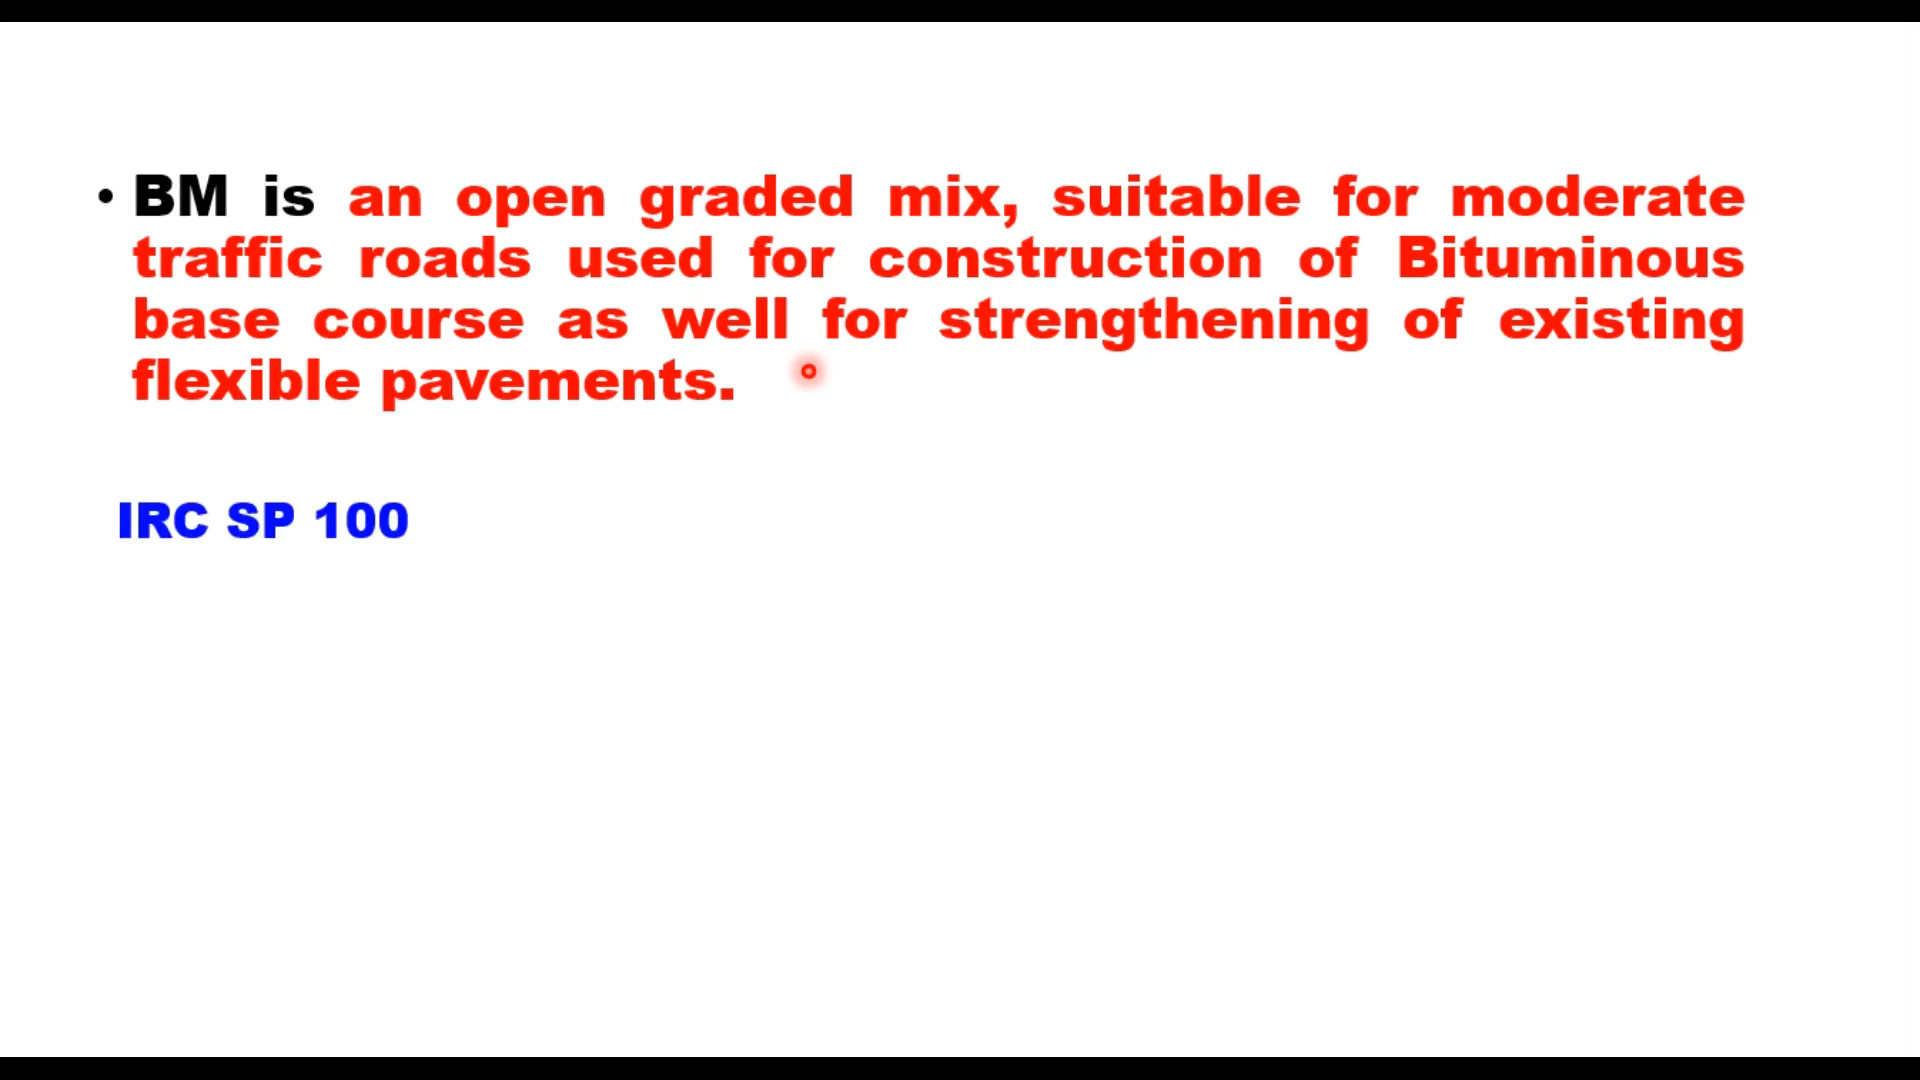 • BM is an open graded mix, suitable for moderate
traffic roads used for construction of Bituminous
base course as well for strengthening of existing
flexible pavements.
IRC SP 100